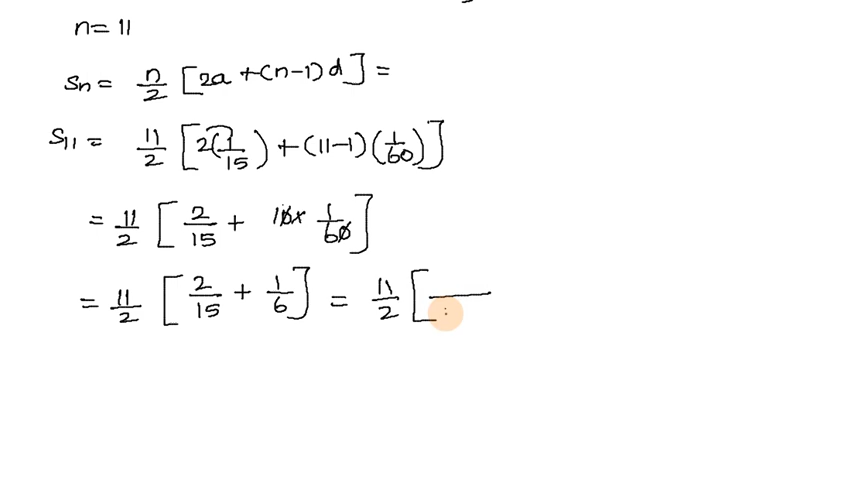 n = 11
Sn = n/2 [2a + (n-1) d] =
S11 = 11/2 [2(1/15) + (11-1) (1/60)]
= 11/2 [2/15 + 10 x 1/60]
= 11/2 [2/15 + 1/6] = 11/2 [